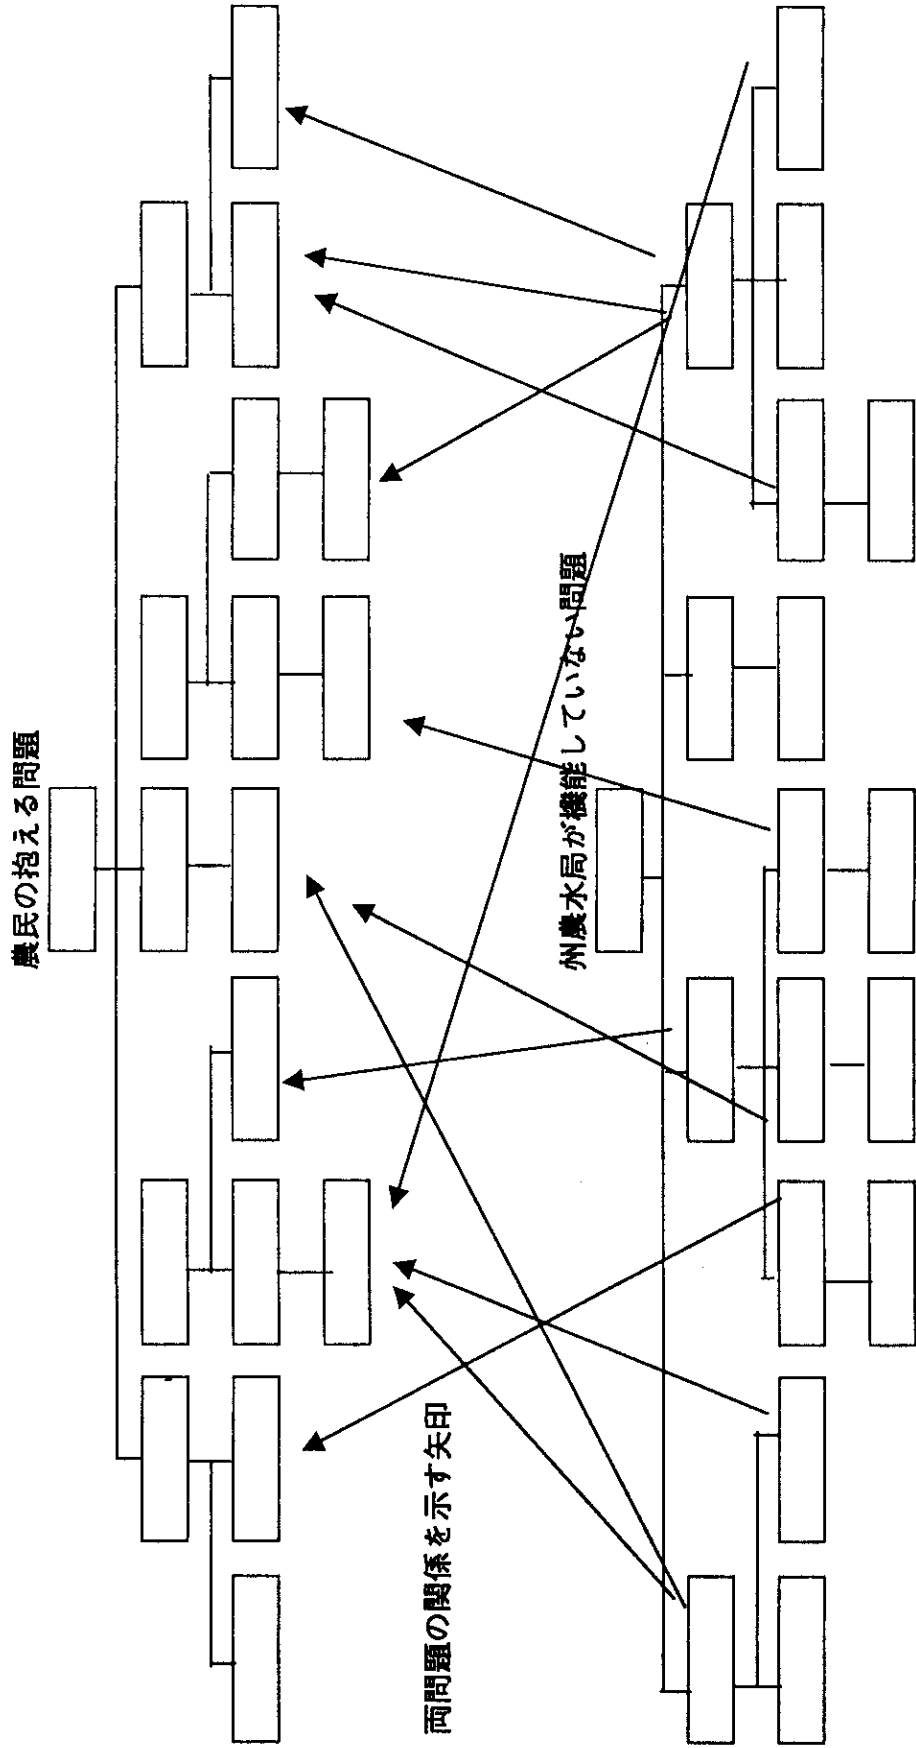 農民の抱える問題
州農水局が機能していない問題
両問題の関係を示す矢印